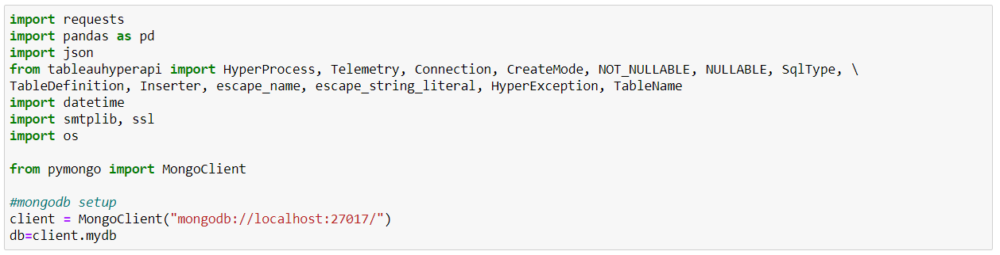 import requests
import pandas as pd
import json
from tableauhyperapi import HyperProcess, Telemetry, Connection, CreateMode, NOT_NULLABLE, NULLABLE, SqlType, \
TableDefinition, Inserter, escape_name, escape_string_literal, HyperException, TableName
import datetime
import smtplib, ssl
import os
from pymongo import MongoClient
#mongodb setup
client = MongoClient("mongodb://localhost:27017/")
db=client.mydb